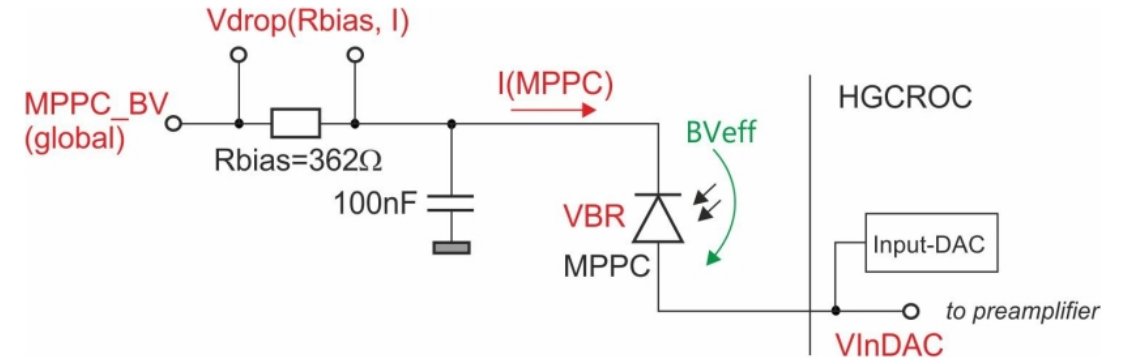 Vdrop(Rbias, I)
MPPC_BV
(global)
Rbias=362Ω
100nF
I(MPPC)
BVeff
VBR
MPPC
HGCROC
Input-DAC
to preamplifier
VInDAC